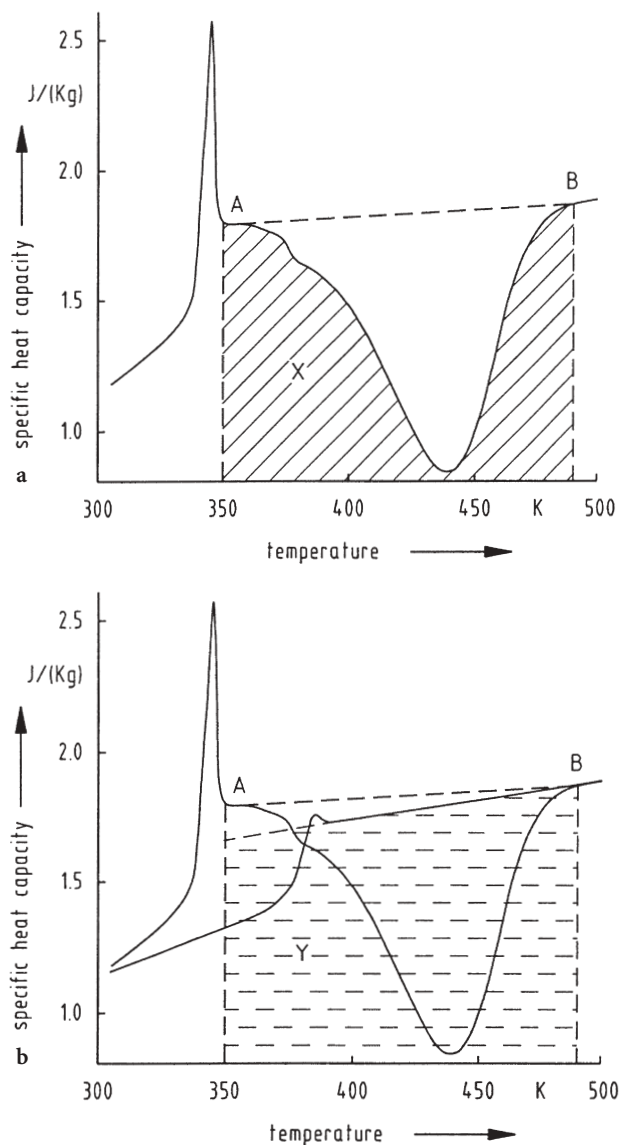 2.5
J/(Kg)
2.0
A
B
1.5
X
1.0
specific heat capacity
a
300 350 400 450 K 500
temperature
2.5
J/(Kg)
2.0
A
B
1.5
Y
1.0
specific heat capacity
b
300 350 400 450 K 500
temperature